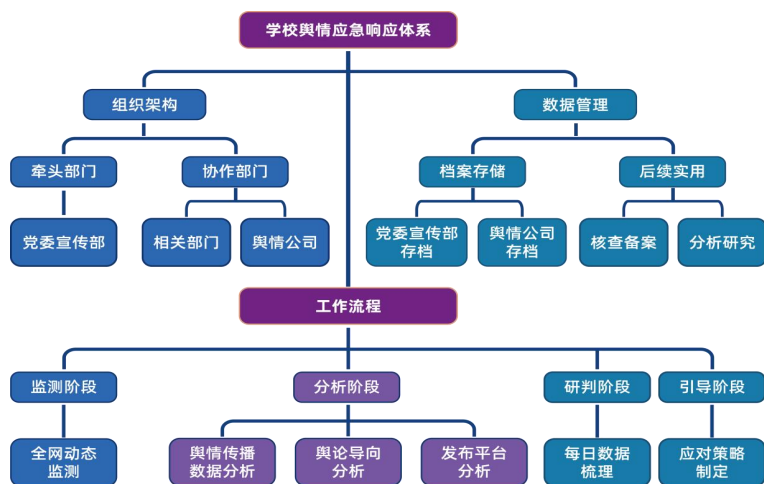 学校舆情应急响应体系
组织架构
数据管理
牵头部门
协作部门
档案存储
后续实用
党委宣传部
相关部门
舆情公司
党委宣传部
存档
舆情公司
存档
核查备案
分析研究
工作流程
监测阶段
分析阶段
研判阶段
引导阶段
全网动态
监测
舆情传播
数据分析
舆论导向
分析
发布平台
分析
每日数据
梳理
应对策略
制定